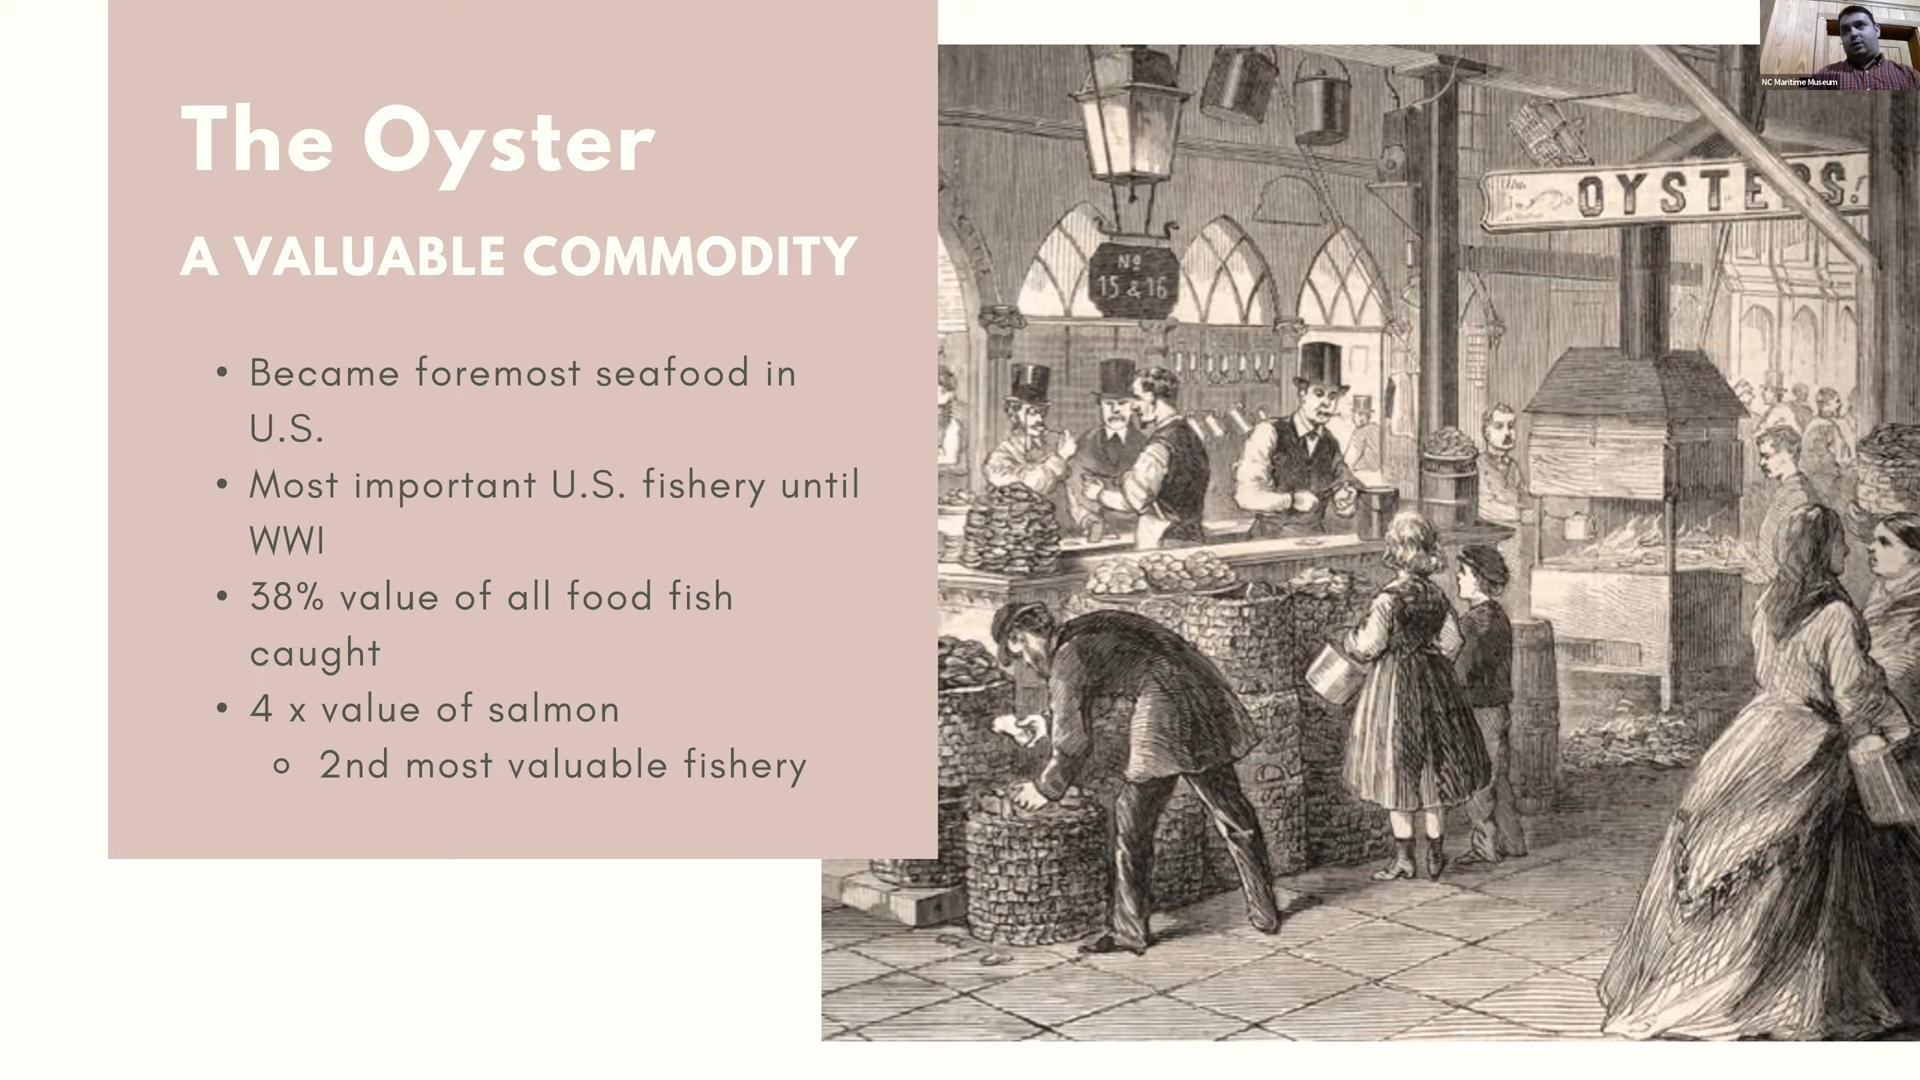 The Oyster
A VALUABLE COMMODITY
• Became foremost seafood in
U.S.
• Most important U.S. fishery until
WWI
• 38% value of all food fish
caught
• 4 x value of salmon
○ 2nd most valuable fishery
NC Maritime Museum
OYSTERS!
Nº
15 & 16